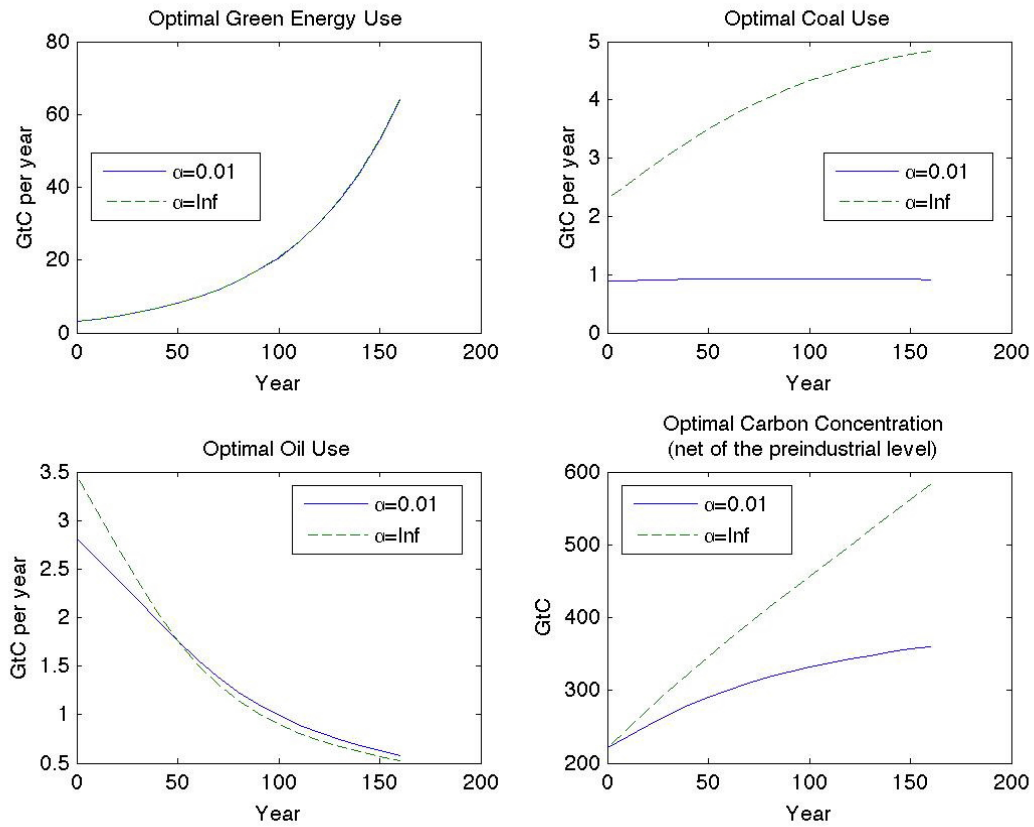 Optimal Green Energy Use
80
60
40
20
0
GtC per year
α=0.01
α=Inf
0 50 100 150 200
Year
Optimal Coal Use
5
4
3
2
1
0
GtC per year
α=0.01
α=Inf
0 50 100 150 200
Year
Optimal Oil Use
3.5
3
2.5
2
1.5
1
0.5
GtC per year
α=0.01
α=Inf
0 50 100 150 200
Year
Optimal Carbon Concentration
(net of the preindustrial level)
600
500
400
300
200
GtC
α=0.01
α=Inf
0 50 100 150 200
Year